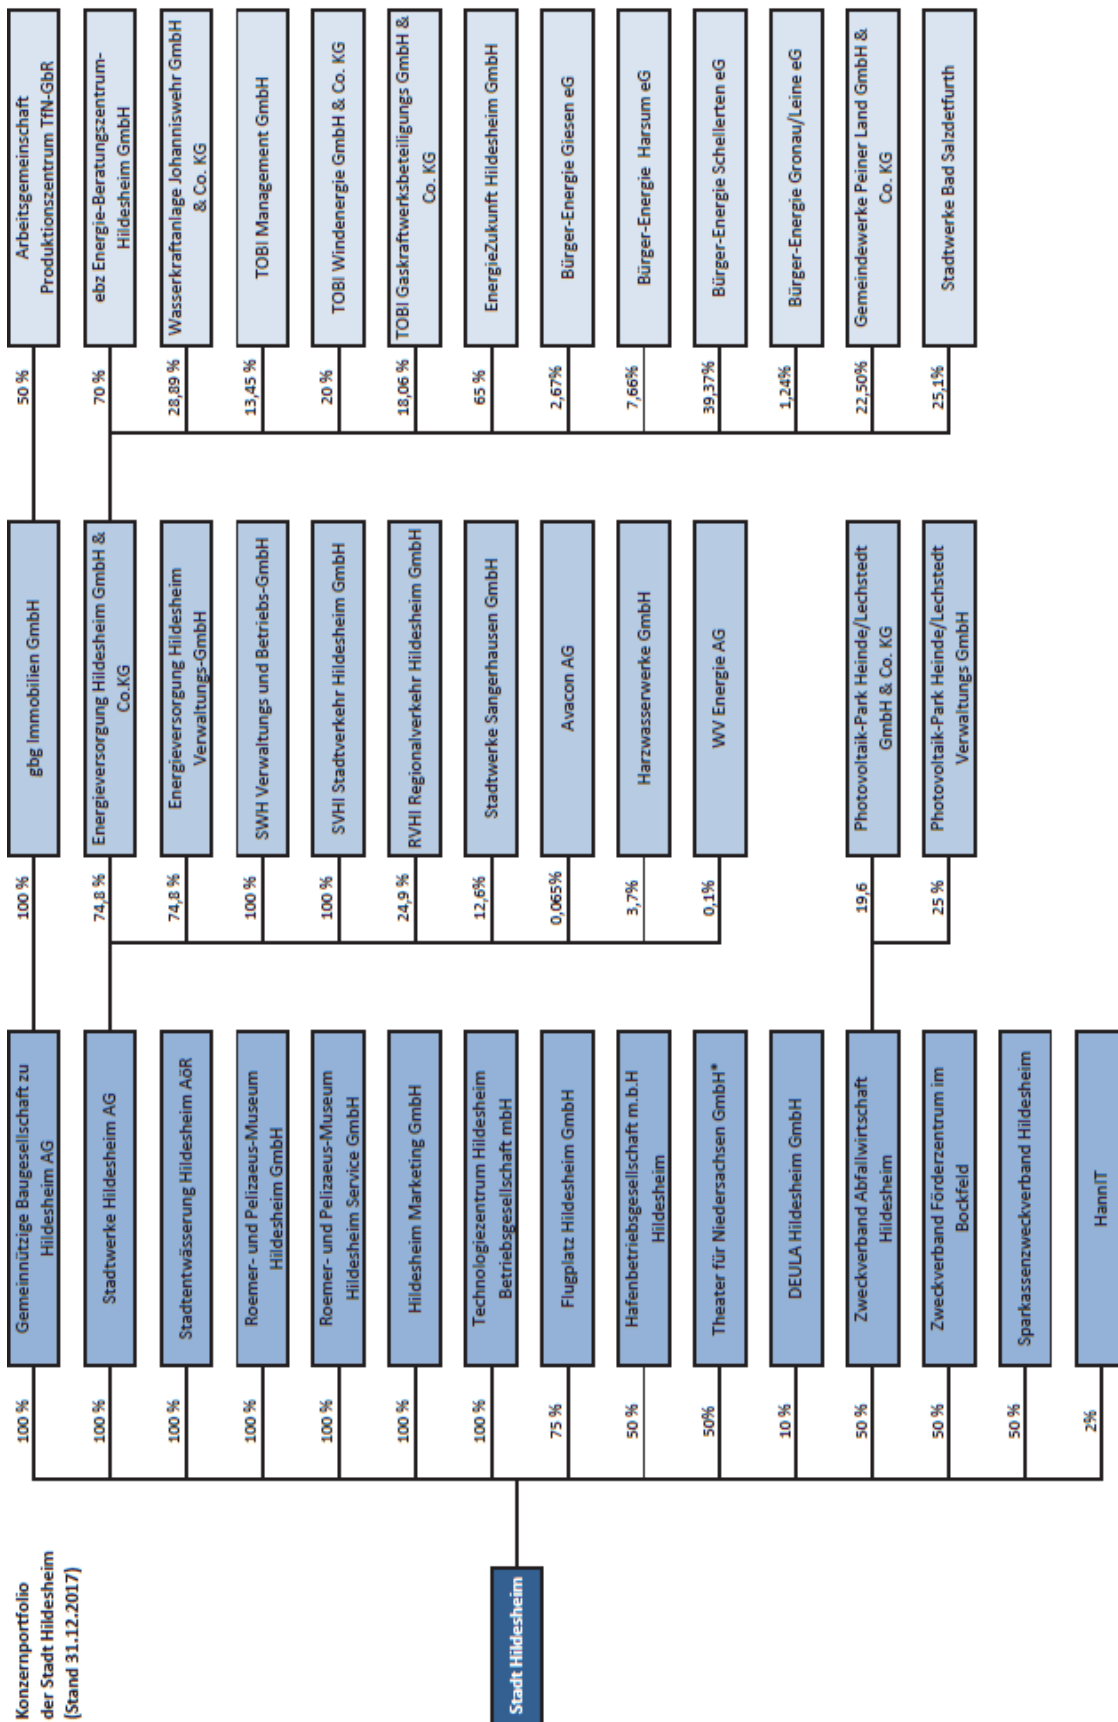 Konzernportfolio
der Stadt Hildesheim
(Stand 31.12.2017)
Stadt Hildesheim
100 %
Gemeinnützige Baugesellschaft zu
Hildesheim AG
100 %
Stadtwerke Hildesheim AG
100 %
Stadtentwässerung Hildesheim AöR
100 %
Roemer- und Pelizaeus-Museum
Hildesheim GmbH
100 %
Roemer- und Pelizaeus-Museum
Hildesheim Service GmbH
100 %
Hildesheim Marketing GmbH
100 %
Technologiezentrum Hildesheim
Betriebsgesellschaft mbH
75 %
Flugplatz Hildesheim GmbH
50 %
Hafenbetriebsgesellschaft m.b.H
Hildesheim
50%
Theater für Niedersachsen GmbH*
10 %
DEULA Hildesheim GmbH
50 %
Zweckverband Abfallwirtschaft
Hildesheim
50 %
Zweckverband Förderzentrum im
Bockfeld
50 %
Sparkassenzweckverband Hildesheim
2%
HannIT
100 %
gbg Immobilien GmbH
74,8 %
Energieversorgung Hildesheim GmbH &
Co.KG
74,8 %
Energieversorgung Hildesheim
Verwaltungs-GmbH
100 %
SWH Verwaltungs und Betriebs-GmbH
100 %
SVHI Stadtverkehr Hildesheim GmbH
24,9 %
RVHI Regionalverkehr Hildesheim GmbH
12,6%
Stadtwerke Sangerhausen GmbH
0,065%
Avacon AG
3,7%
Harzwasserwerke GmbH
0,1%
WV Energie AG
19,6
Photovoltaik-Park Heinde/Lechstedt
GmbH & Co. KG
25 %
Photovoltaik-Park Heinde/Lechstedt
Verwaltungs GmbH
50 %
Arbeitsgemeinschaft
Produktionszentrum TfN-GbR
70 %
ebz Energie-Beratungszentrum-
Hildesheim GmbH
28,89 %
Wasserkraftanlage Johanniswehr GmbH
& Co. KG
13,45 %
TOBI Management GmbH
20 %
TOBI Windenergie GmbH & Co. KG
18,06 %
TOBI Gaskraftwerksbeteiligungs GmbH &
Co. KG
65 %
EnergieZukunft Hildesheim GmbH
2,67%
Bürger-Energie Giesen eG
7,66%
Bürger-Energie Harsum eG
39,37%
Bürger-Energie Schellerten eG
1,24%
Bürger-Energie Gronau/Leine eG
22,50%
Gemeindewerke Peiner Land GmbH &
Co. KG
25,1%
Stadtwerke Bad Salzdetfurth